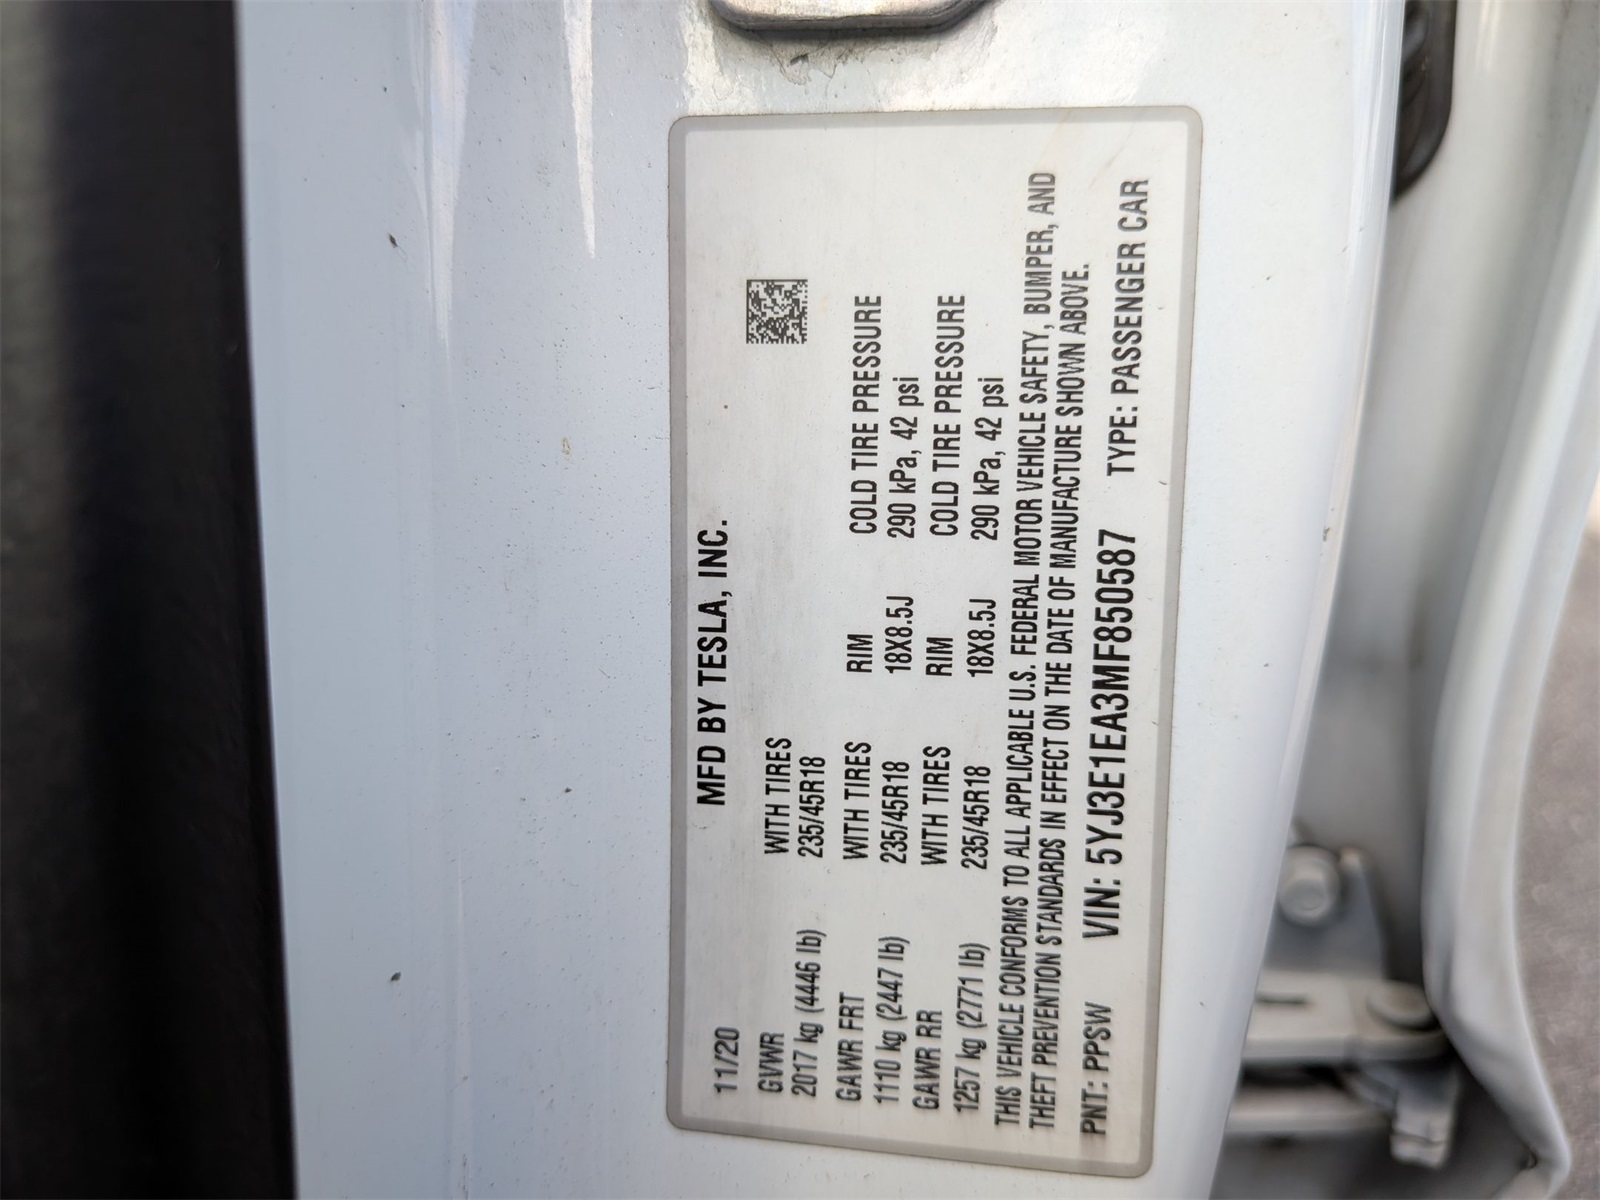 MFD BY TESLA, INC.
11/20
GVWR WITH TIRES
2017 kg (4446 lb) 235/45R18
GAWR FRT WITH TIRES RIM COLD TIRE PRESSURE
1110 kg (2447 lb) 235/45R18 18X8.5J 290 kPa, 42 psi
GAWR RR WITH TIRES RIM COLD TIRE PRESSURE
1257 kg (2771 lb) 235/45R18 18X8.5J 290 kPa, 42 psi
THIS VEHICLE CONFORMS TO ALL APPLICABLE U.S. FEDERAL MOTOR VEHICLE SAFETY, BUMPER, AND
THEFT PREVENTION STANDARDS IN EFFECT ON THE DATE OF MANUFACTURE SHOWN ABOVE.
PNT: PPSW VIN: 5YJ3E1EA3MF850587 TYPE: PASSENGER CAR